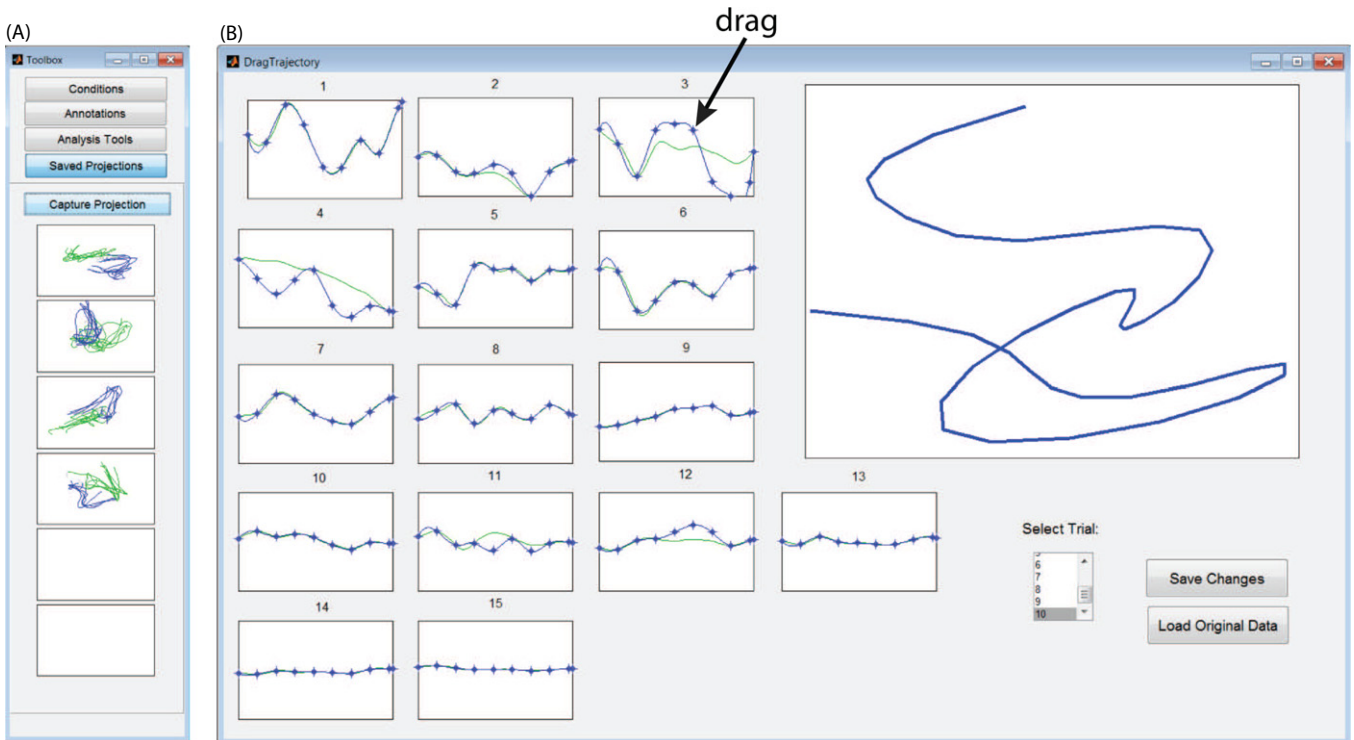 (A)
(B)
drag
Toolbox
Conditions
Annotations
Analysis Tools
Saved Projections
Capture Projection
DragTrajectory
1
2
3
4
5
6
7
8
9
10
11
12
13
14
15
Select Trial:
6
7
8
9
10
Save Changes
Load Original Data